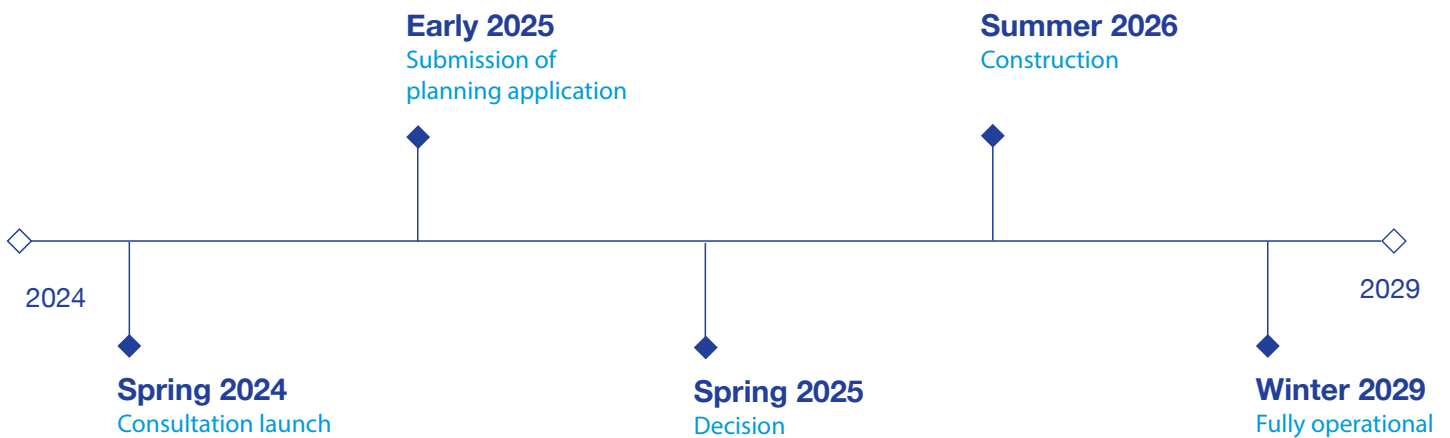 Early 2025
Submission of
planning application
Summer 2026
Construction
2024
2029
Spring 2024
Consultation launch
Spring 2025
Decision
Winter 2029
Fully operational